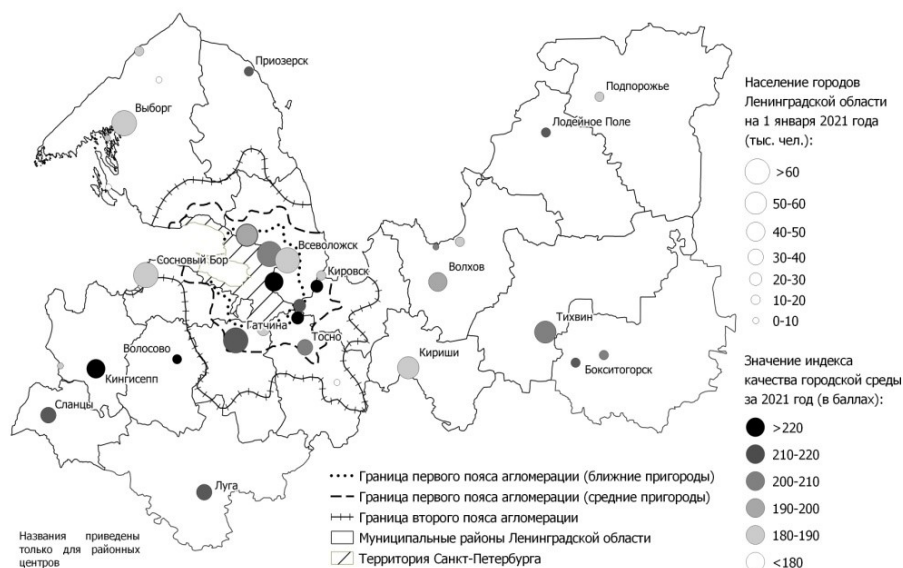 Приозерск
Выборг
Подпорожье
Лодейное Поле
Всеволожск
Сосновый Бор
Кировск
Волхов
Гатчина
Тосно
Тихвин
Волосово
Кириши
Бокситогорск
Кингисепп
Сланцы
Луга
Население городов
Ленинградской области
на 1 января 2021 года
(тыс. чел.):
>60
50-60
40-50
30-40
20-30
10-20
0-10
Значение индекса
качества городской среды
за 2021 год (в баллах):
>220
210-220
200-210
190-200
180-190
<180
Граница первого пояса агломерации (ближние пригороды)
Граница первого пояса агломерации (средние пригороды)
Граница второго пояса агломерации
Муниципальные районы Ленинградской области
Территория Санкт-Петербурга
Названия приведены
только для районных
центров